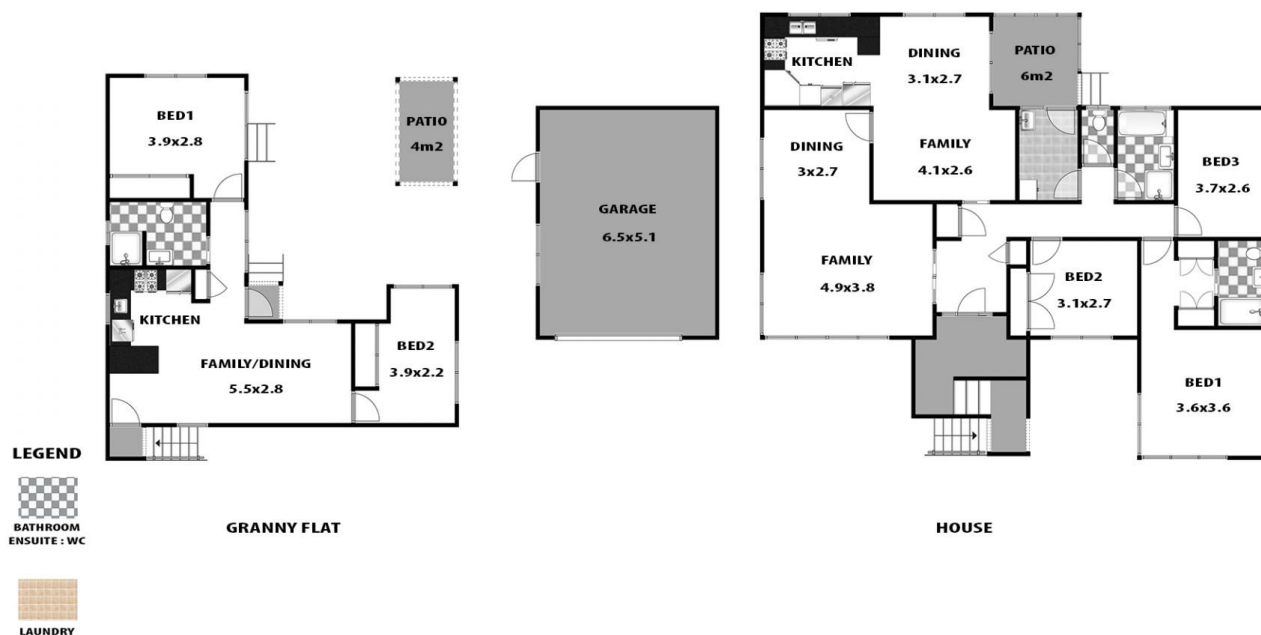 BED1
3.9x2.8
PATIO
4m2
KITCHEN
FAMILY/DINING
5.5x2.8
BED2
3.9x2.2
GRANNY FLAT
GARAGE
6.5x5.1
KITCHEN
DINING
3.1x2.7
PATIO
6m2
DINING
3x2.7
FAMILY
4.1x2.6
BED3
3.7x2.6
FAMILY
4.9x3.8
BED2
3.1x2.7
BED1
3.6x3.6
HOUSE
LEGEND
BATHROOM
ENSUITE : WC
LAUNDRY